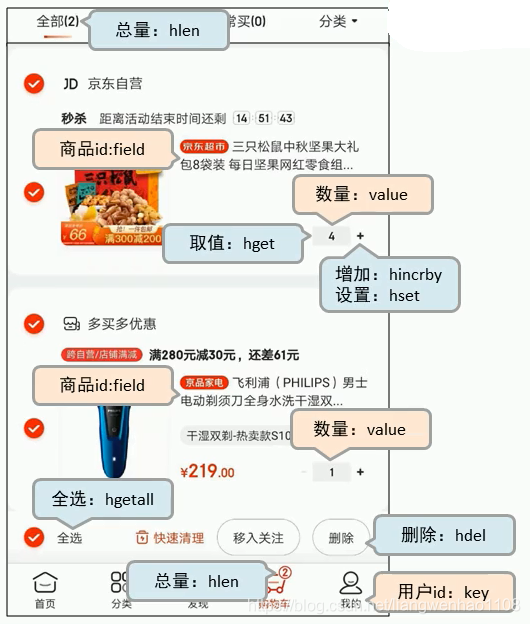 全部(2)
总量：hlen
常买(0)
分类
JD 京东自营
秒杀 距离活动结束时间还剩 14:51:43
商品id:field
京东超市 三只松鼠中秋坚果大礼
包8袋装 每日坚果网红零食组...
三只松鼠
66
满300减200
数量：value
取值：hget
4 +
增加：hincrby
设置：hset
多买多优惠
跨自营/店铺满减 满280元减30元，还差61元
商品id:field
京品家电 飞利浦（PHILIPS）男士
电动剃须刀全身水洗干湿双...
干湿双剃-热卖款S10
数量：value
¥219.00
- 1 +
全选：hgetall
全选
快速清理
移入关注
删除
删除：hdel
总量：hlen
2
用户id：key
首页
分类
发现
购物车
我的